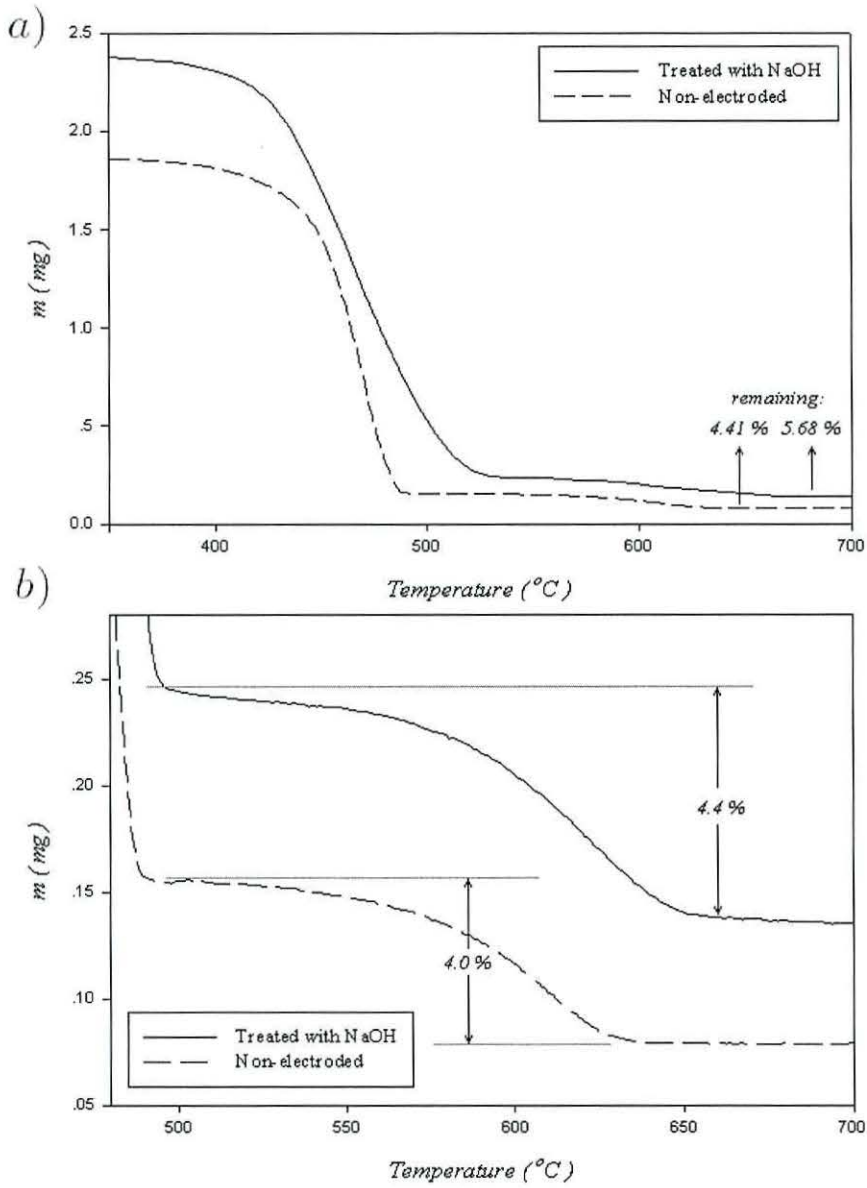 a)
2.5
2.0
1.5
1.0
.5
0.0
m (mg)
Treated with NaOH
Non-electroded
remaining:
4.41 % 5.68 %
400 500 600 700
Temperature (°C)
b)
.25
.20
.15
.10
.05
m (mg)
4.4 %
4.0 %
Treated with NaOH
Non-electroded
500 550 600 650 700
Temperature (°C)